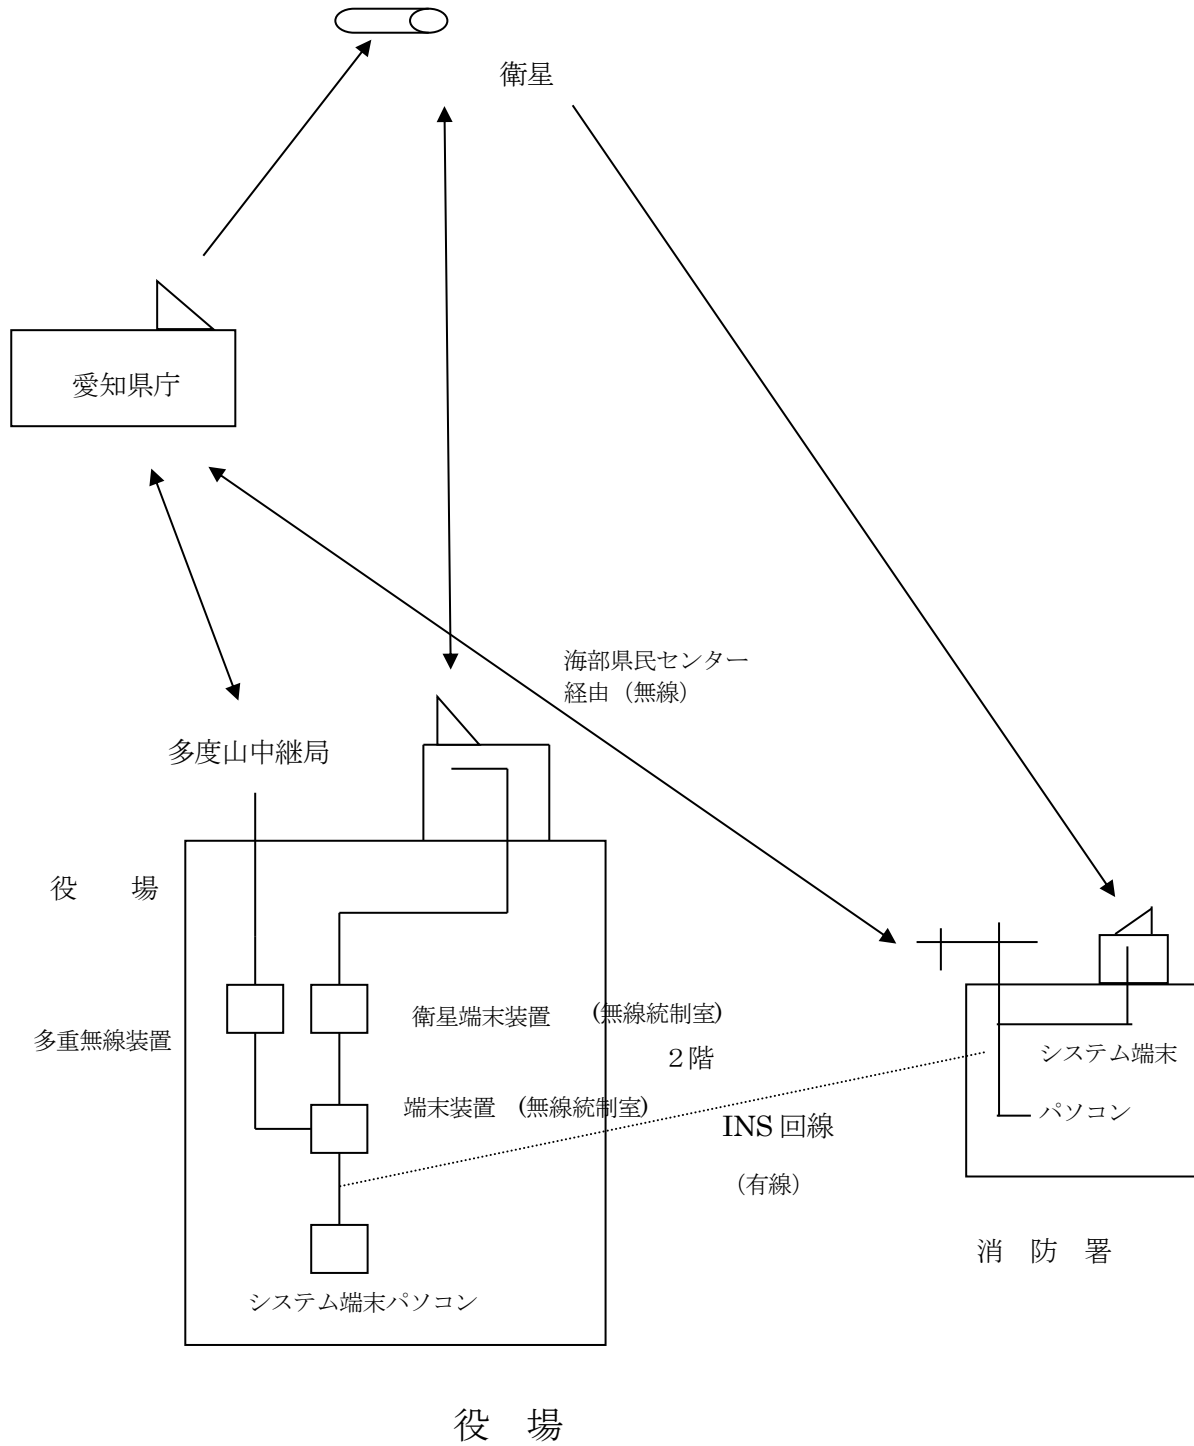 衛星
愛知県庁
海部県民センター
経由（無線）
多度山中継局
役　　場
衛星端末装置　(無線統制室)
２階
多重無線装置
システム端末
端末装置　(無線統制室)
パソコン
INS 回線
（有線）
消　防　署
システム端末パソコン
役　場